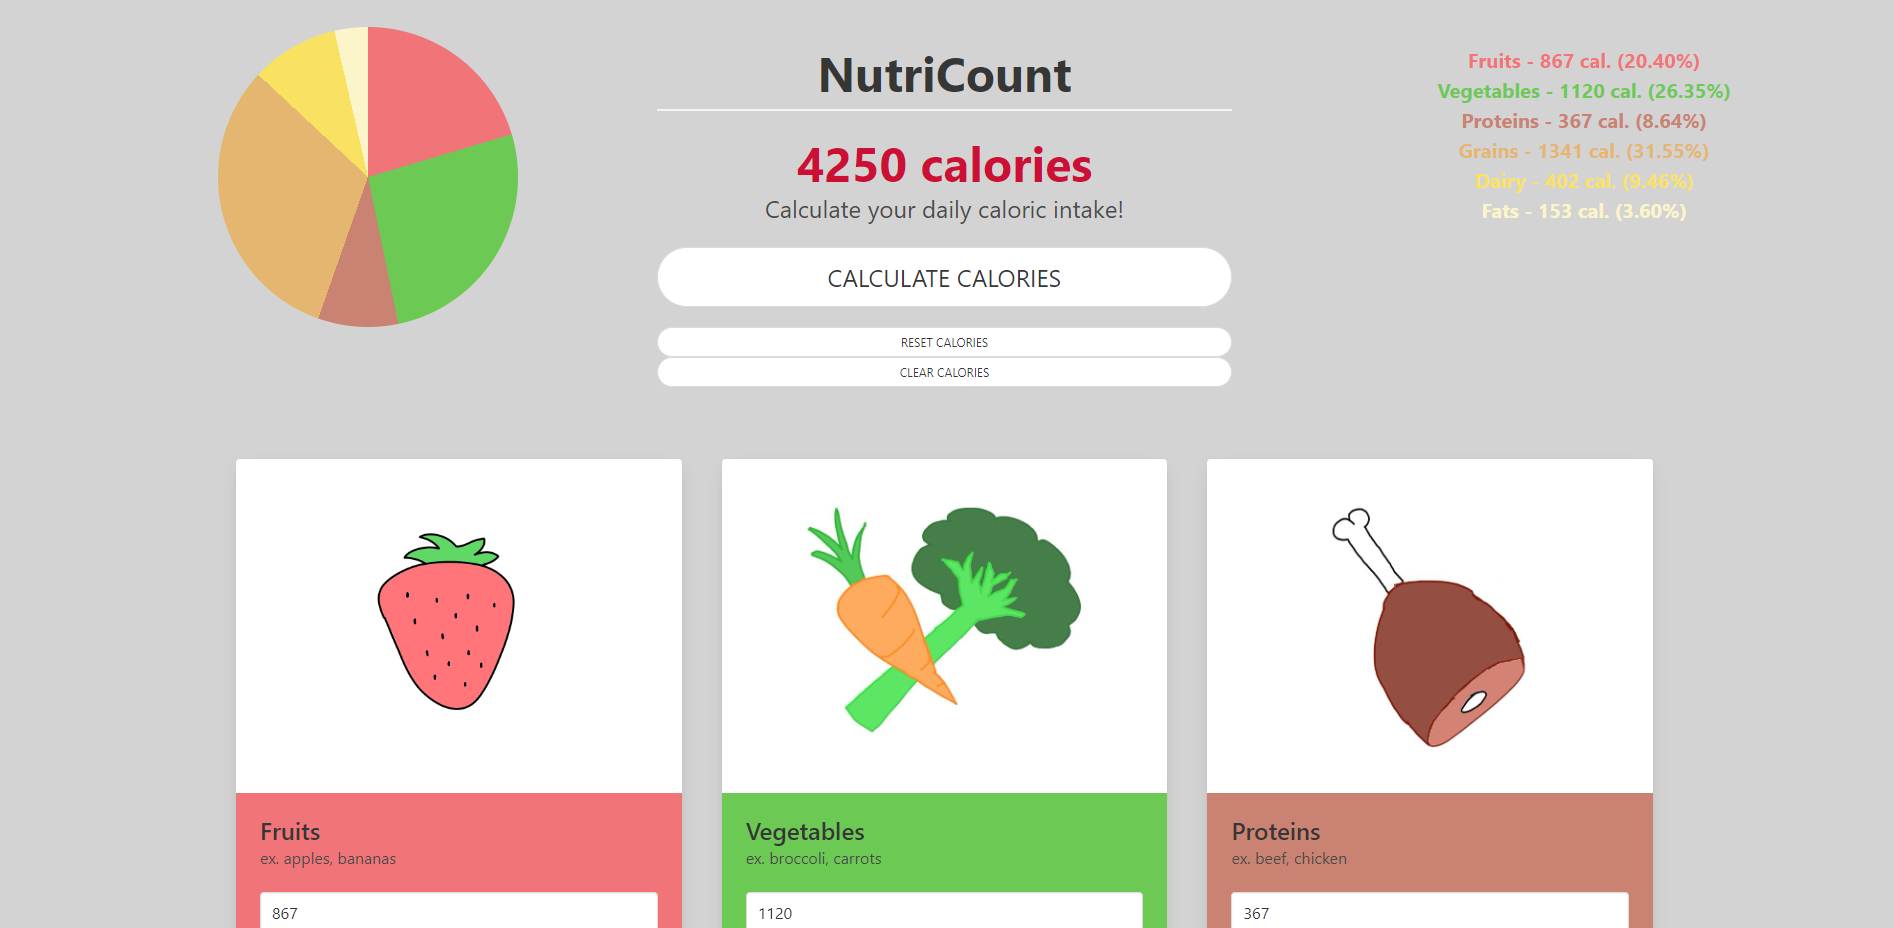 NutriCount
4250 calories
Calculate your daily caloric intake!
CALCULATE CALORIES
RESET CALORIES
CLEAR CALORIES
Fruits - 867 cal. (20.40%)
Vegetables - 1120 cal. (26.35%)
Proteins - 367 cal. (8.64%)
Grains - 1341 cal. (31.55%)
Dairy - 402 cal. (9.46%)
Fats - 153 cal. (3.60%)
Fruits
ex. apples, bananas
867
Vegetables
ex. broccoli, carrots
1120
Proteins
ex. beef, chicken
367